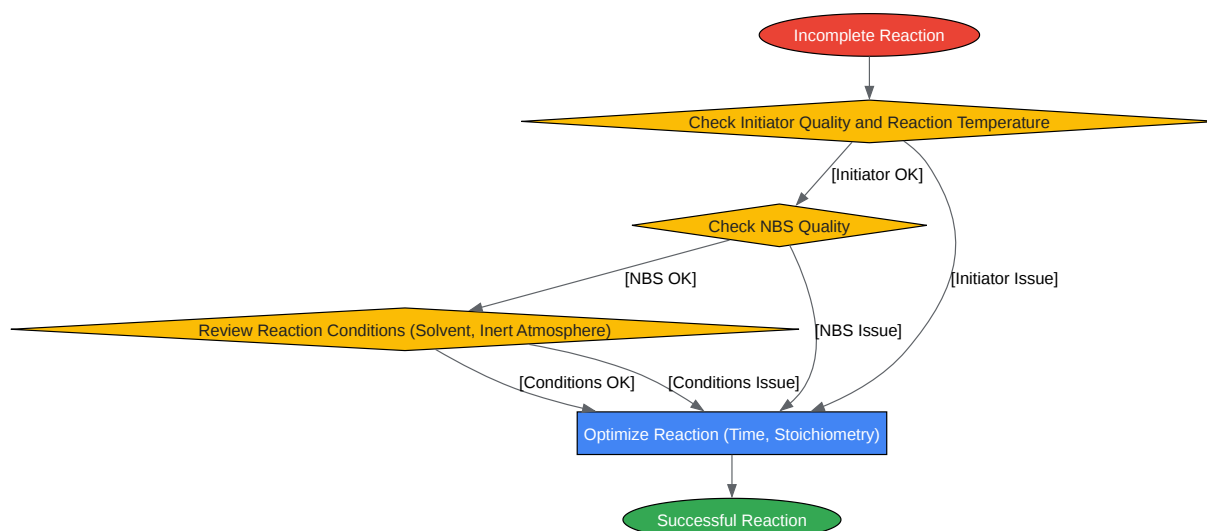 Incomplete Reaction
Check Initiator Quality and Reaction Temperature
[Initiator OK]
Check NBS Quality
[NBS OK]
[Initiator Issue]
Review Reaction Conditions (Solvent, Inert Atmosphere)
[NBS Issue]
[Conditions OK]
[Conditions Issue]
Optimize Reaction (Time, Stoichiometry)
Successful Reaction